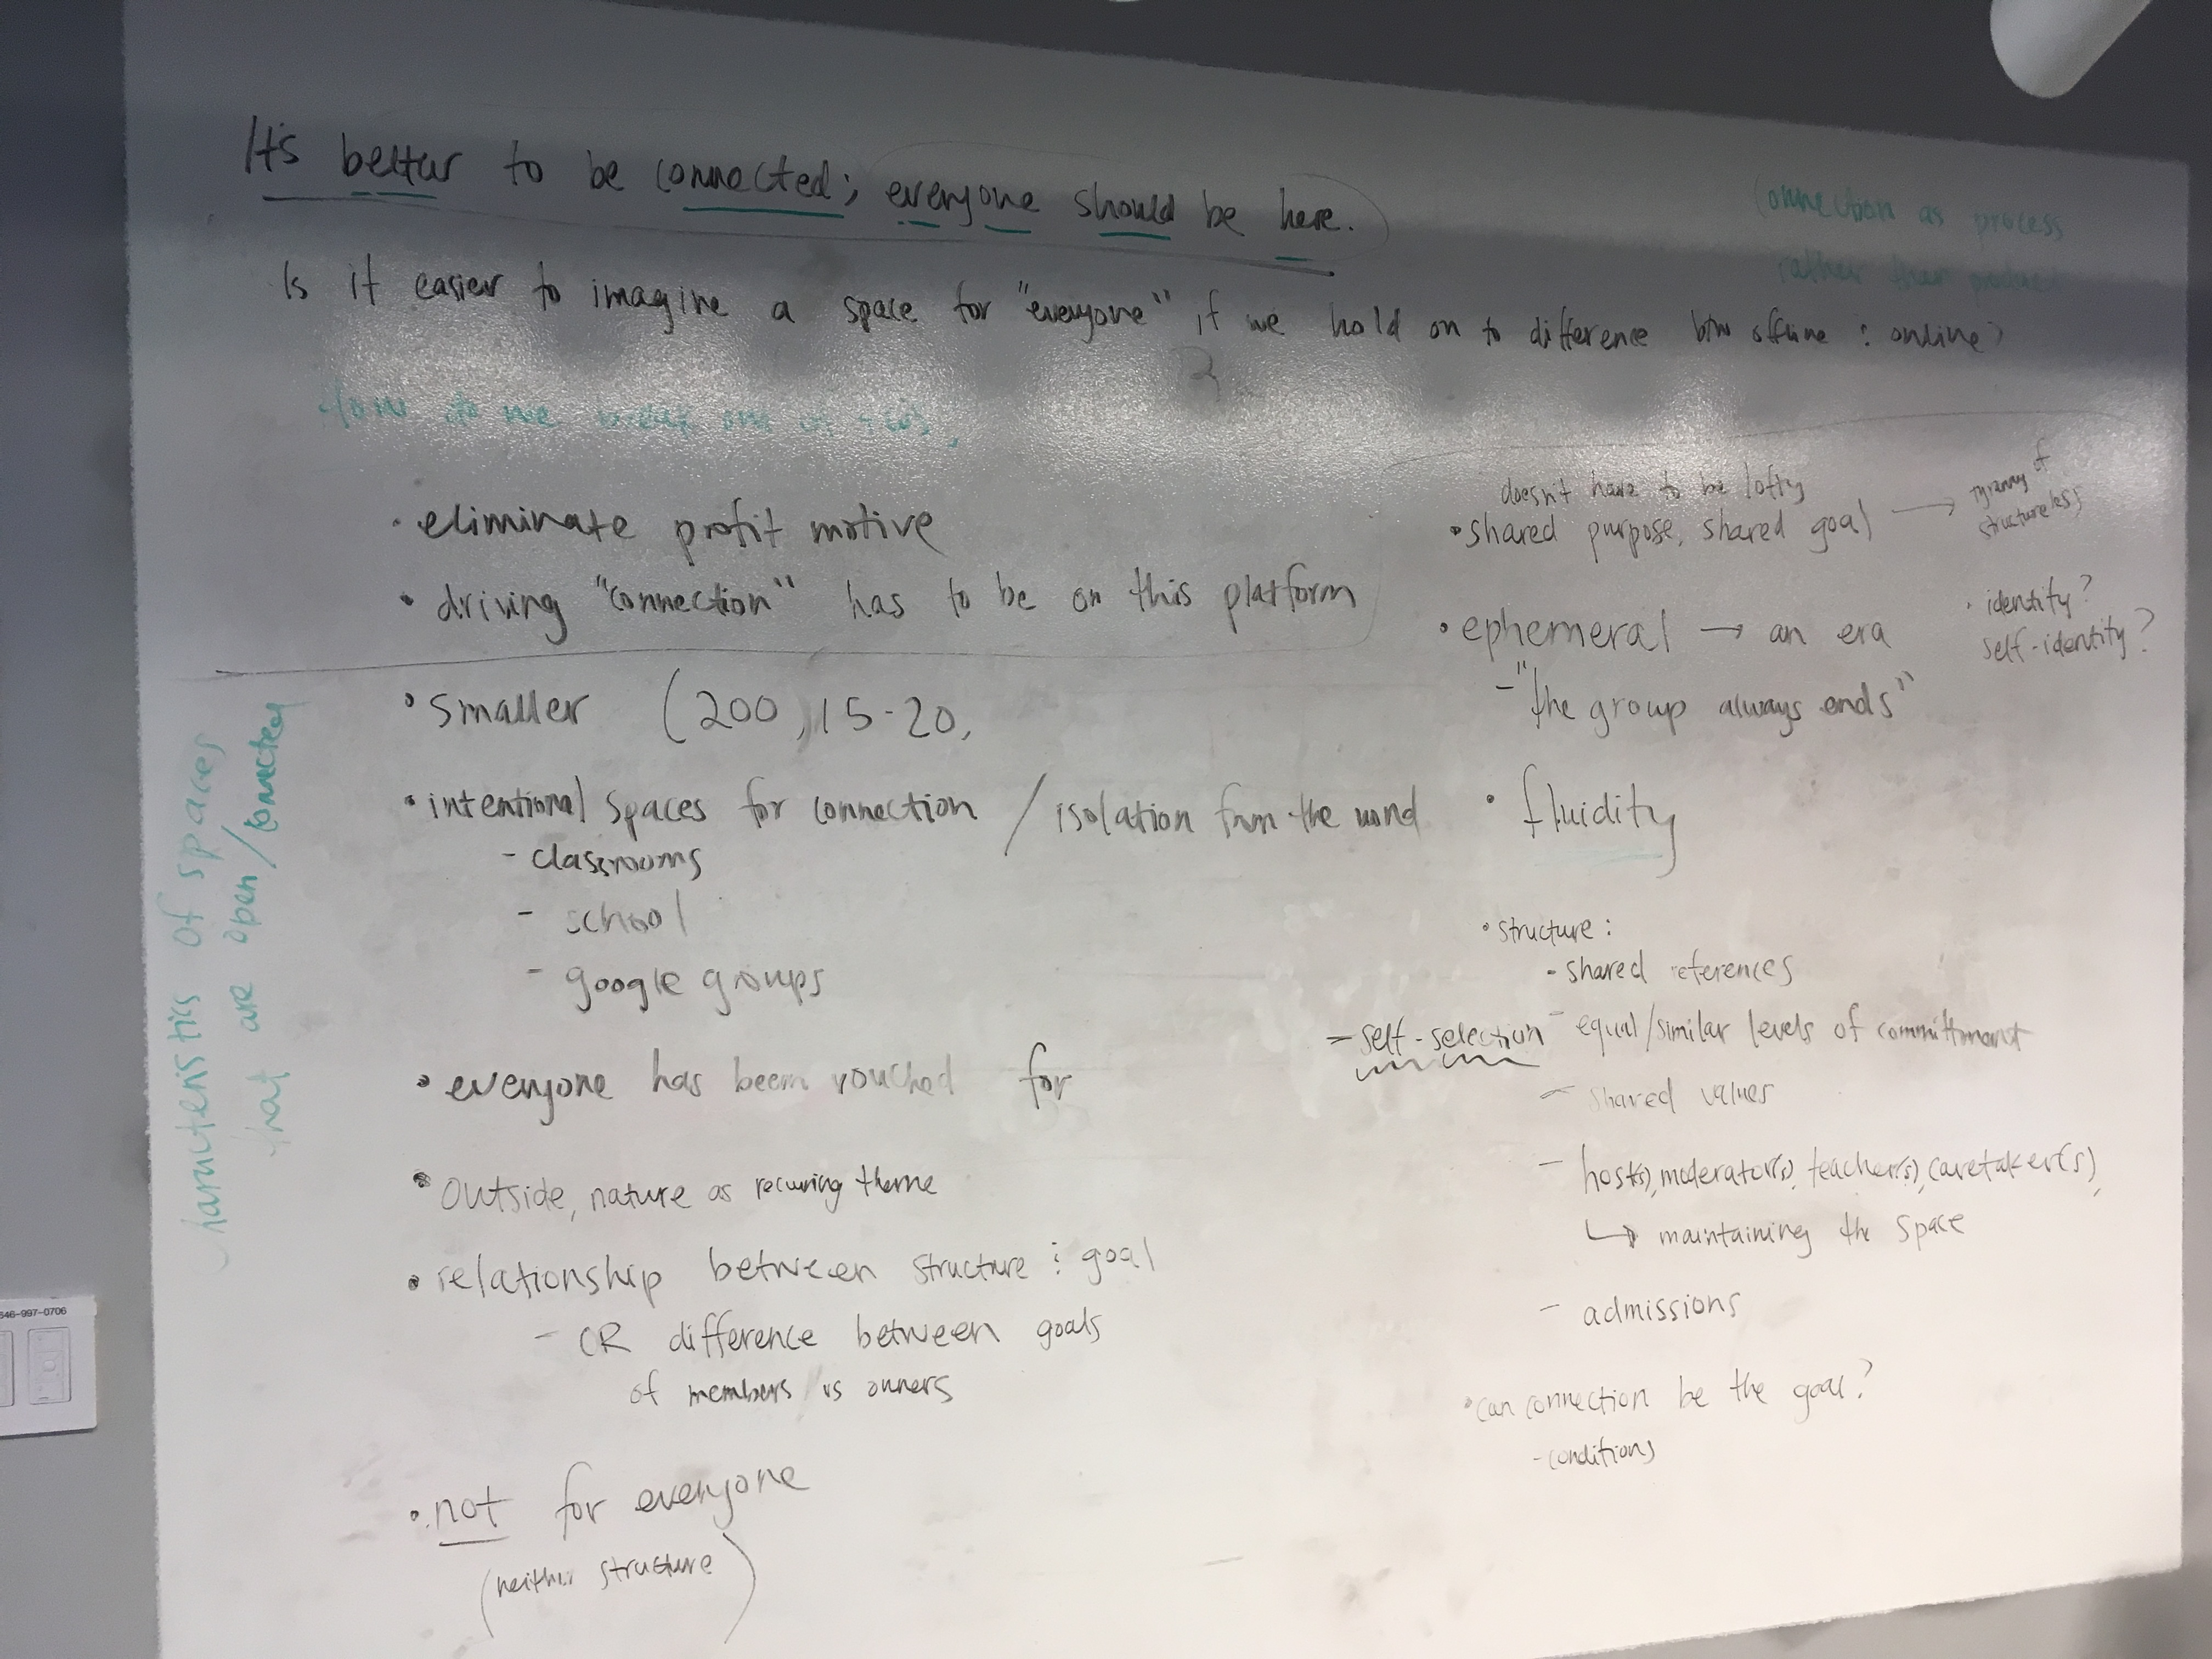 It's better to be connected; everyone should be here.
connection as process
rather than product
Is it easier to imagine a space for "everyone" if we hold on to difference btw offline & online?
how do we break out of this,
• eliminate profit motive
• driving "connection" has to be on this platform
• smaller (200, 15-20,
• intentional spaces for connection / isolation from the world
- classrooms
- school
- google groups
• everyone has been vouched for
• outside, nature as recurring theme
• relationship between structure & goal
- CR difference between goals
of members vs owners
• not for everyone
(neither structure)
characteristics of spaces
that are open/connected
doesn't have to be lofty
• shared purpose, shared goal → tyranny of
structureless
• ephemeral → an era
- "the group always ends"
• identity?
self-identity?
• fluidity
• structure:
- shared references
- self-selection - equal/similar levels of committment
- shared values
- host(s), moderator(s), teacher(s), caretaker(s),
↳ maintaining the space
- admissions
• can connection be the goal?
- conditions
646-997-0706